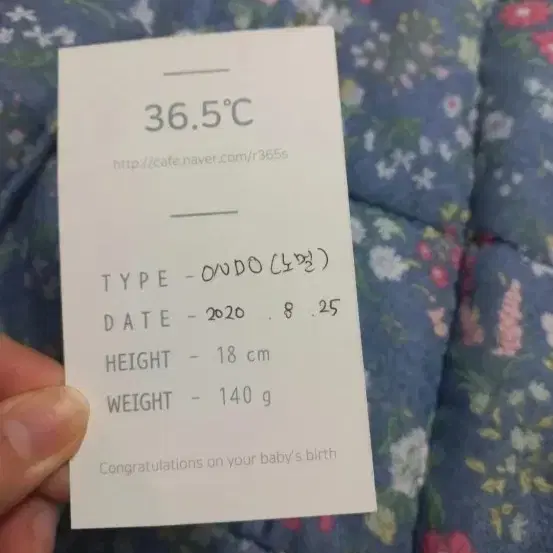 36.5℃
http://cafe.naver.com/r365s
TYPE - ONDO (노멀)
DATE - 2020 . 8 . 25
HEIGHT - 18 cm
WEIGHT - 140 g
Congratulations on your baby's birth